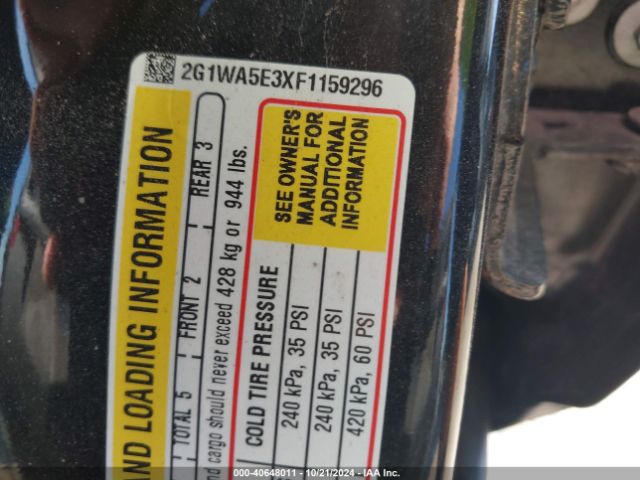 2G1WA5E3XF1159296
AND LOADING INFORMATION
TOTAL 5 FRONT 2 REAR 3
nd cargo should never exceed 428 kg or 944 lbs.
COLD TIRE PRESSURE
240 kPa, 35 PSI
240 kPa, 35 PSI
420 kPa, 60 PSI
SEE OWNER'S
MANUAL FOR
ADDITIONAL
INFORMATION
000-40648011 - 10/21/2024 - IAA Inc.